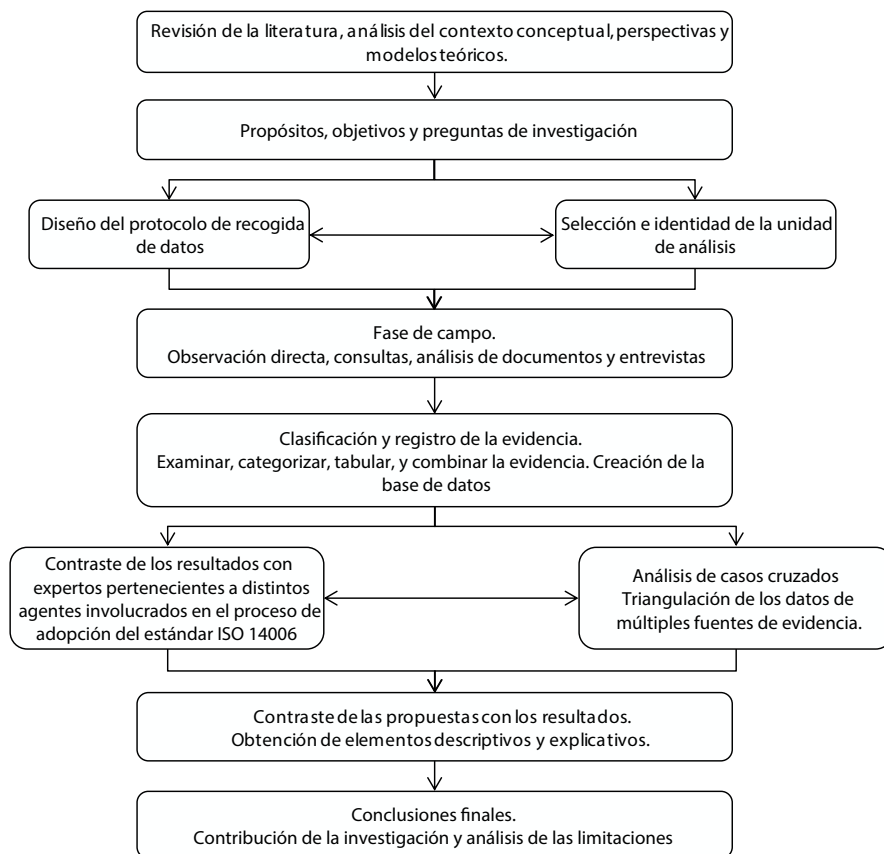 Revisión de la literatura, análisis del contexto conceptual, perspectivas y
modelos teóricos.
Propósitos, objetivos y preguntas de investigación
Diseño del protocolo de recogida
de datos
Selección e identidad de la unidad
de análisis
Fase de campo.
Observación directa, consultas, análisis de documentos y entrevistas
Clasificación y registro de la evidencia.
Examinar, categorizar, tabular, y combinar la evidencia. Creación de la
base de datos
Contraste de los resultados con
expertos pertenecientes a distintos
agentes involucrados en el proceso de
adopción del estándar ISO 14006
Análisis de casos cruzados
Triangulación de los datos de
múltiples fuentes de evidencia.
Contraste de las propuestas con los resultados.
Obtención de elementos descriptivos y explicativos.
Conclusiones finales.
Contribución de la investigación y análisis de las limitaciones